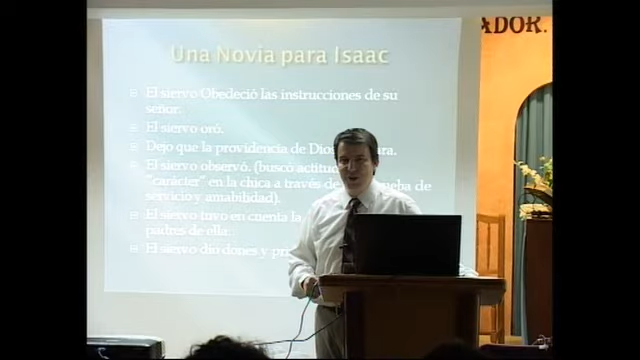 ADOR.
Una Novia para Isaac
El siervo Obedeció las instrucciones de su
señor.
El siervo oró.
Dejo que la providencia de Dios
El siervo observó. (buscó
"carácter" en la chica a través de
servicio y amabilidad).
El siervo tuvo en cuenta la
padres de ella.
El siervo dio dones y